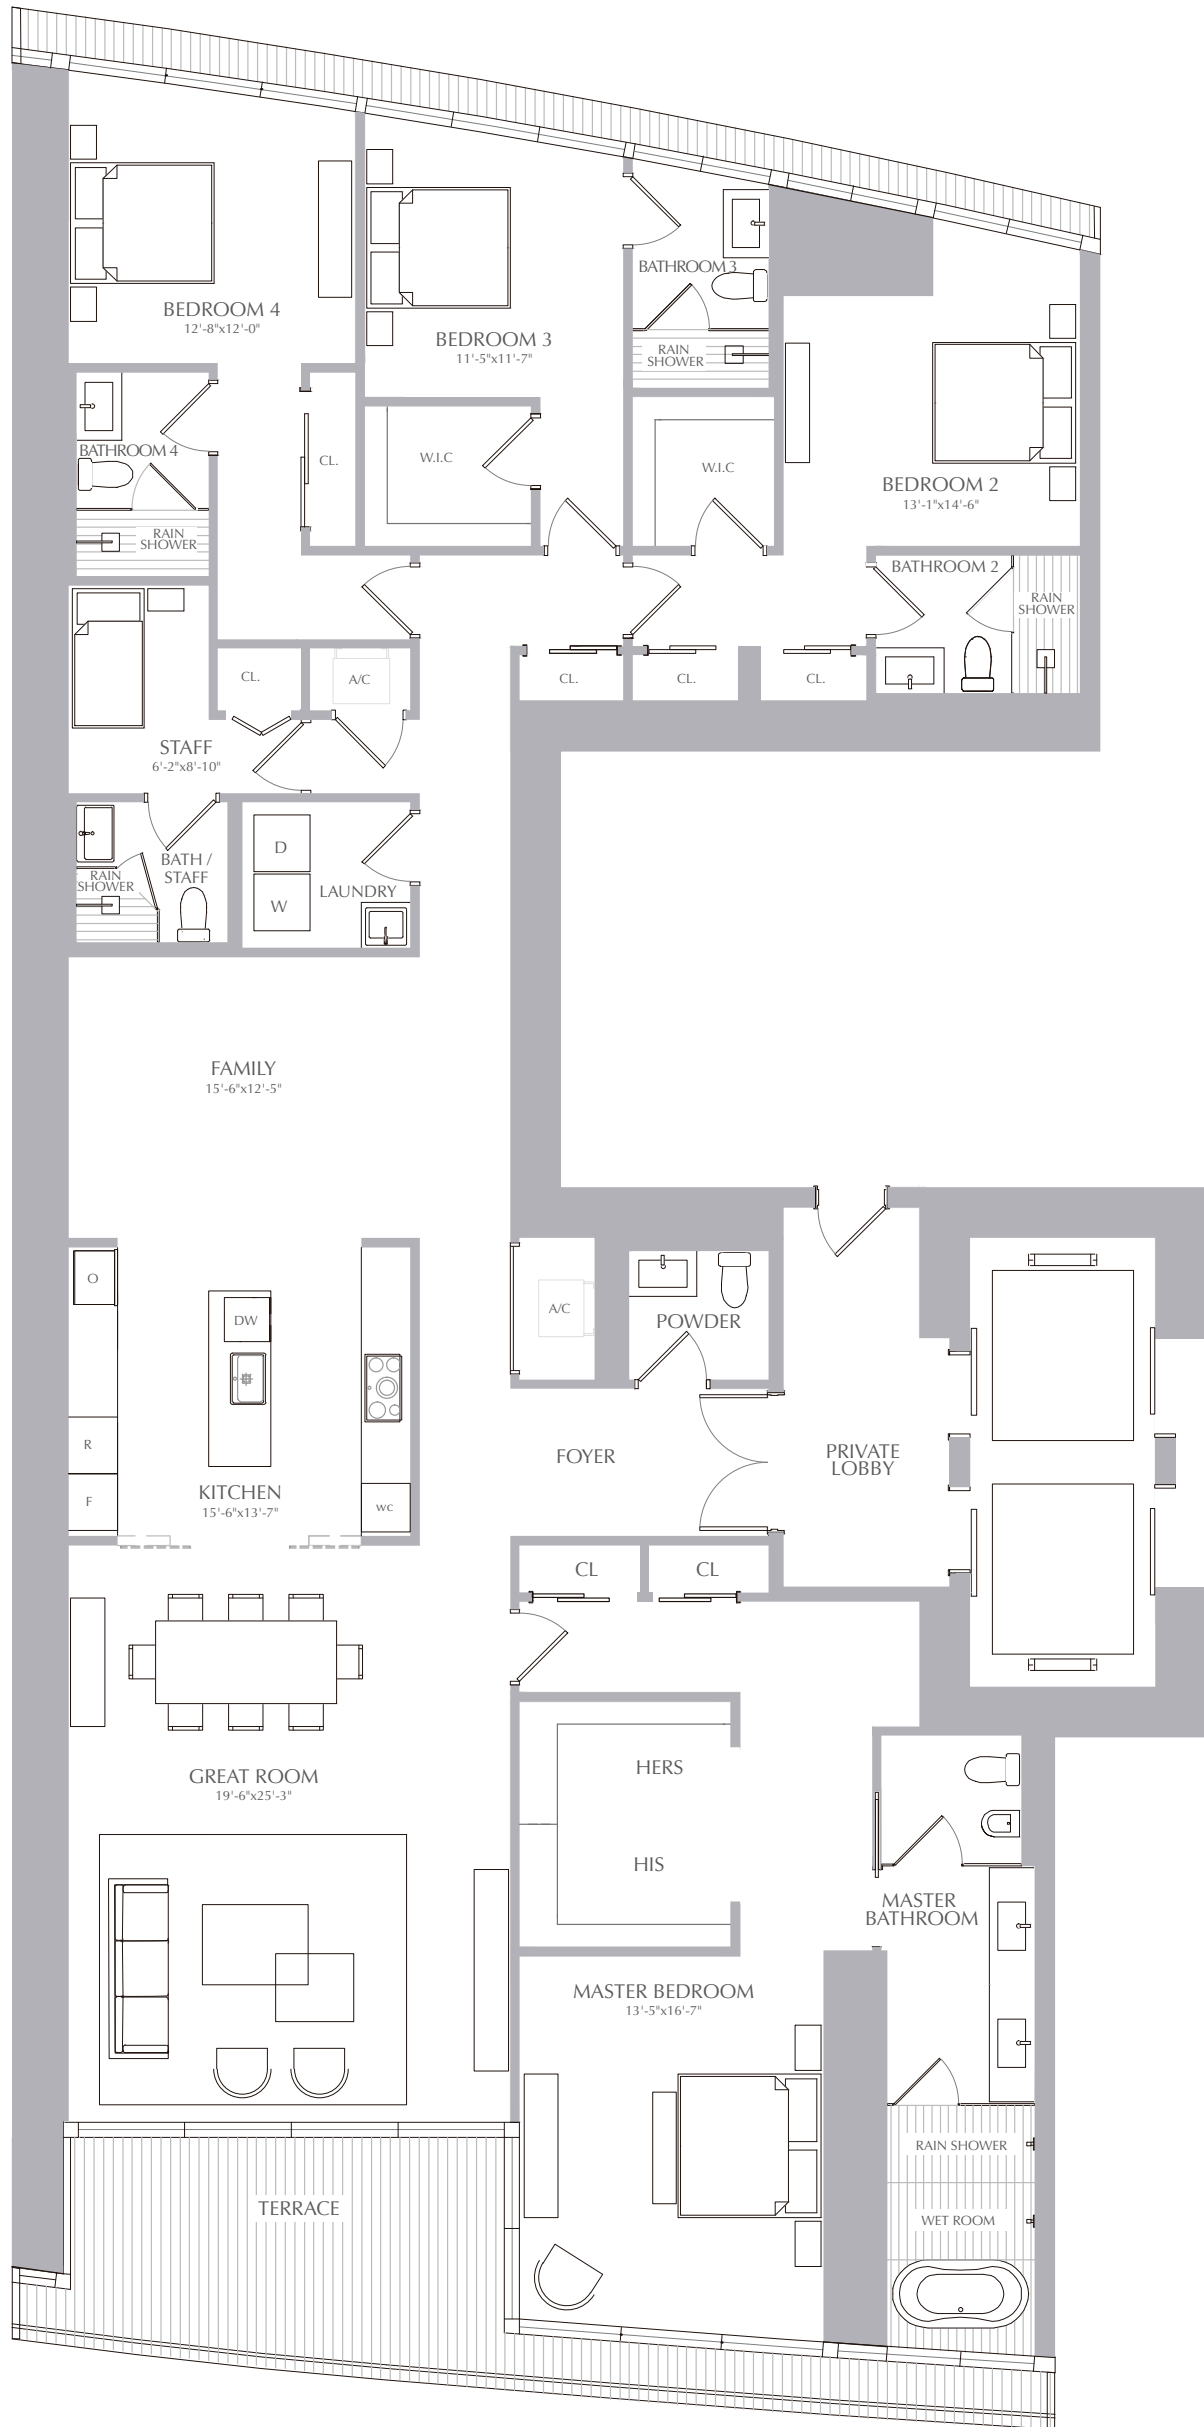 BEDROOM 4
12'-8"x12'-0"
BEDROOM 3
11'-5"x11'-7"
BATHROOM 3
RAIN
SHOWER
BATHROOM 4
RAIN
SHOWER
CL.
W.I.C
W.I.C
BEDROOM 2
13'-1"x14'-6"
BATHROOM 2
RAIN
SHOWER
CL.
A/C
CL.
CL.
CL.
STAFF
6'-2"x8'-10"
BATH /
STAFF
RAIN
SHOWER
D
W
LAUNDRY
FAMILY
15'-6"x12'-5"
O
DW
R
F
KITCHEN
15'-6"x13'-7"
wc
A/C
POWDER
FOYER
PRIVATE
LOBBY
CL
CL
GREAT ROOM
19'-6"x25'-3"
HERS
HIS
MASTER
BATHROOM
MASTER BEDROOM
13'-5"x16'-7"
RAIN SHOWER
WET ROOM
TERRACE